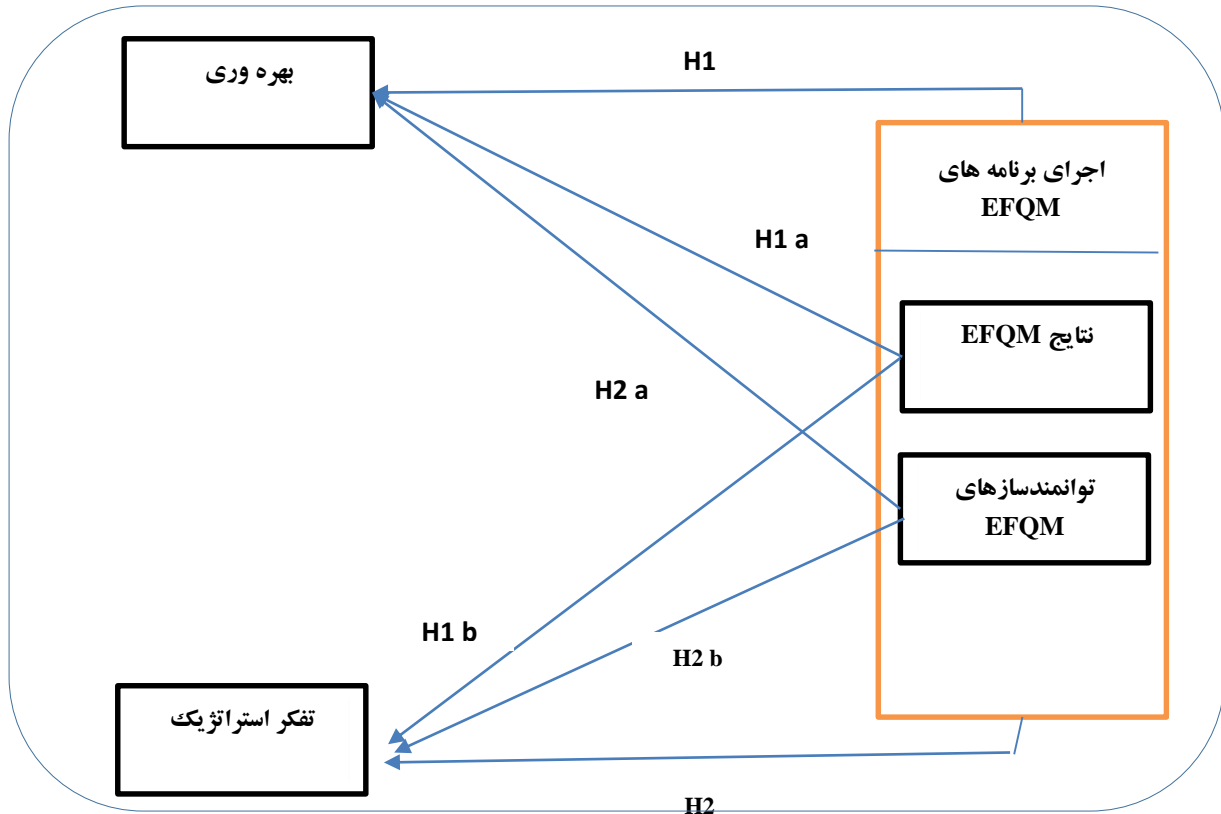 بهره وری
H1
اجرای برنامه های
EFQM
H1 a
نتایج EFQM
H2 a
توانمندسازهای
EFQM
H1 b
H2 b
تفکر استراتژیک
H2